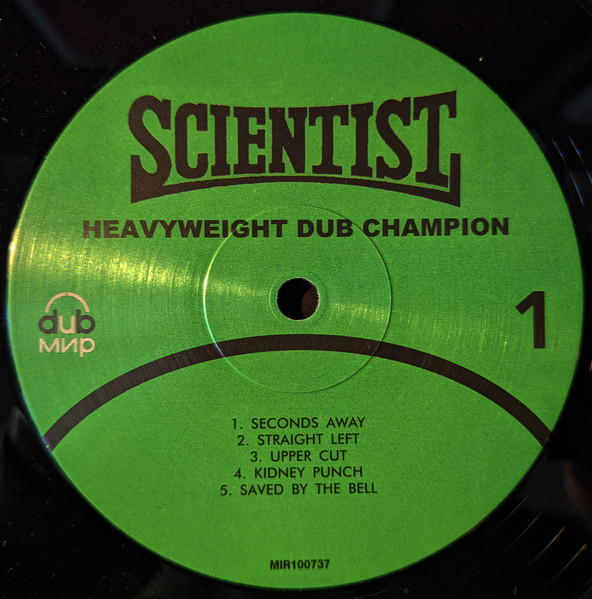 SCIENTIST
HEAVYWEIGHT DUB CHAMPION
dub
мир
1
1. SECONDS AWAY
2. STRAIGHT LEFT
3. UPPER CUT
4. KIDNEY PUNCH
5. SAVED BY THE BELL
MIR100737